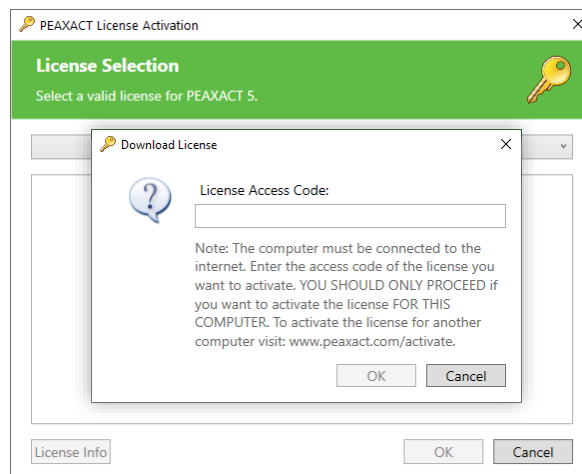 PEAXACT License Activation
License Selection
Select a valid license for PEAXACT 5.
Download License
License Access Code:
Note: The computer must be connected to the
internet. Enter the access code of the license you
want to activate. YOU SHOULD ONLY PROCEED if
you want to activate the license FOR THIS
COMPUTER. To activate the license for another
computer visit: www.peaxact.com/activate.
OK Cancel
License Info OK Cancel